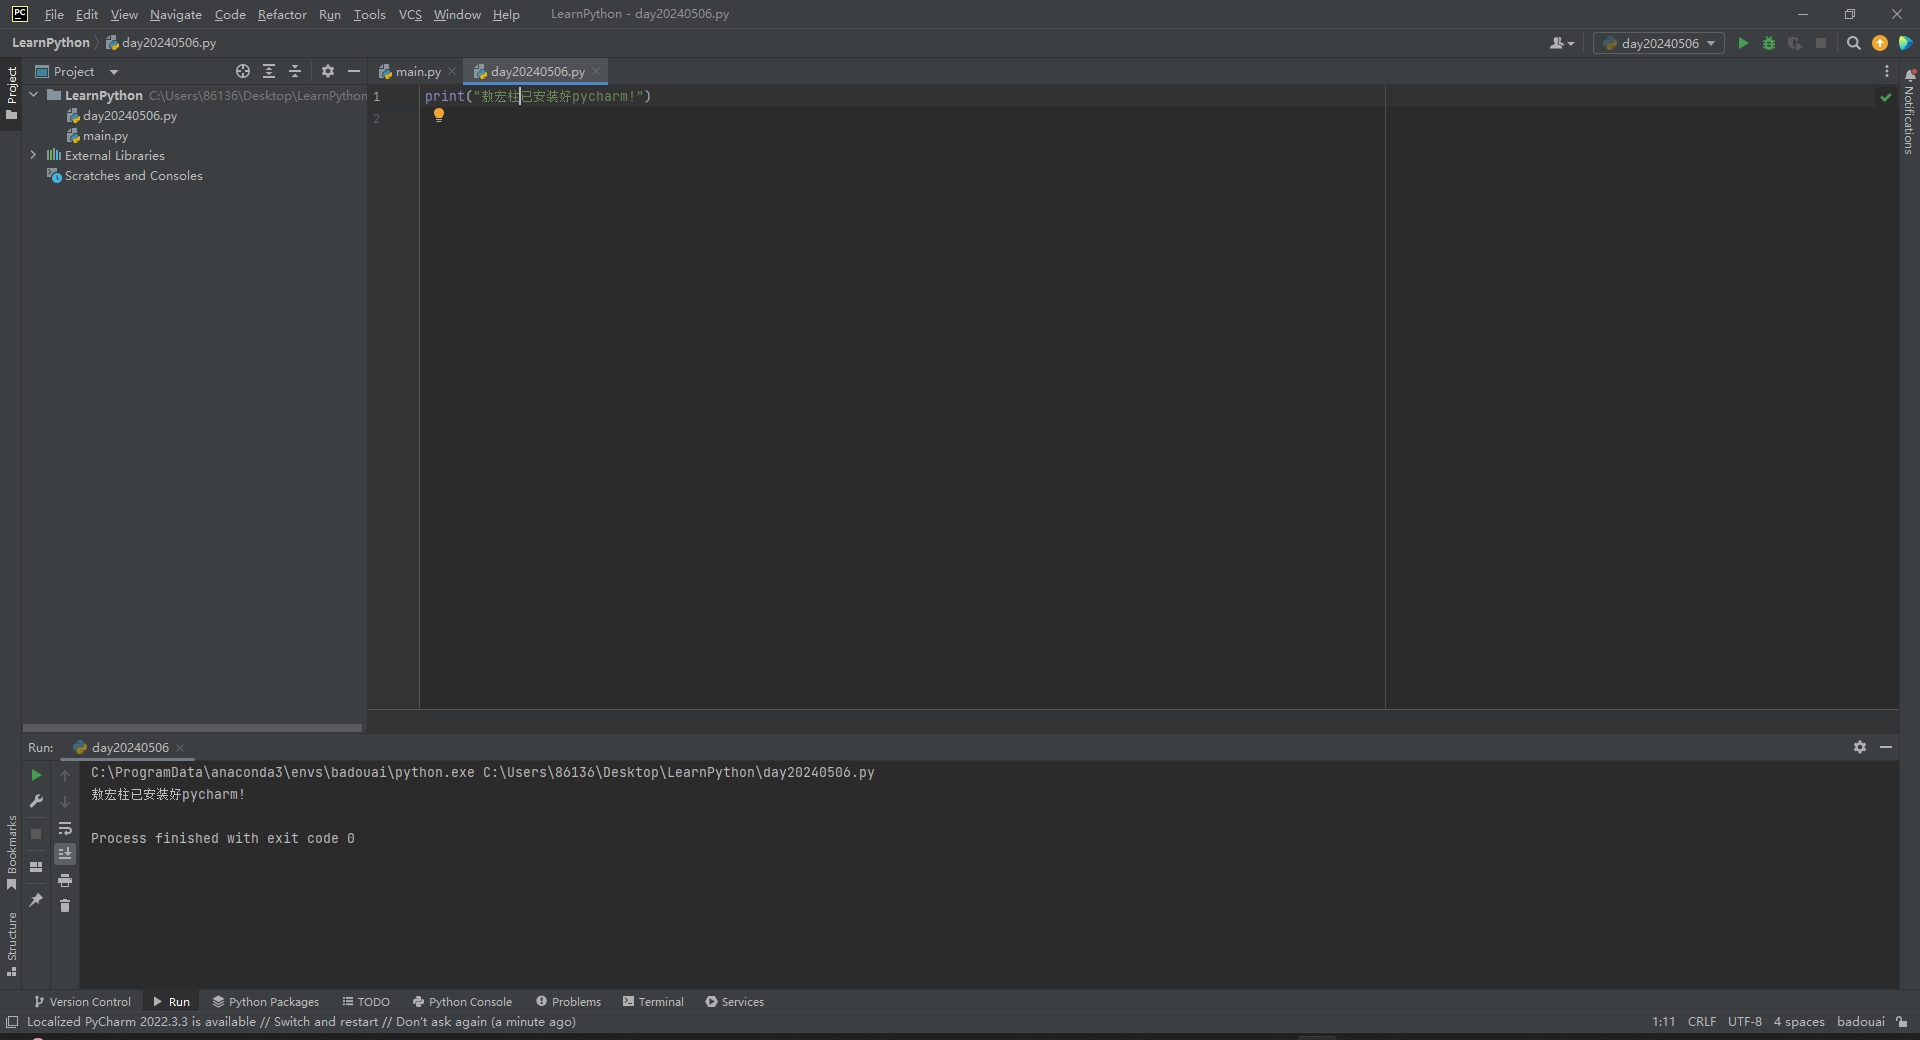 PC File Edit View Navigate Code Refactor Run Tools VCS Window Help LearnPython - day20240506.py
LearnPython day20240506.py day20240506
Project main.py day20240506.py
LearnPython C:\Users\86136\Desktop\LearnPython
day20240506.py
main.py
External Libraries
Scratches and Consoles
1 print("敖宏柱已安装好pycharm!")
2
Project
Notifications
Run: day20240506
C:\ProgramData\anaconda3\envs\badouai\python.exe C:\Users\86136\Desktop\LearnPython\day20240506.py
敖宏柱已安装好pycharm!
Process finished with exit code 0
Bookmarks
Structure
Version Control Run Python Packages TODO Python Console Problems Terminal Services
Localized PyCharm 2022.3.3 is available // Switch and restart // Don't ask again (a minute ago) 1:11 CRLF UTF-8 4 spaces badouai